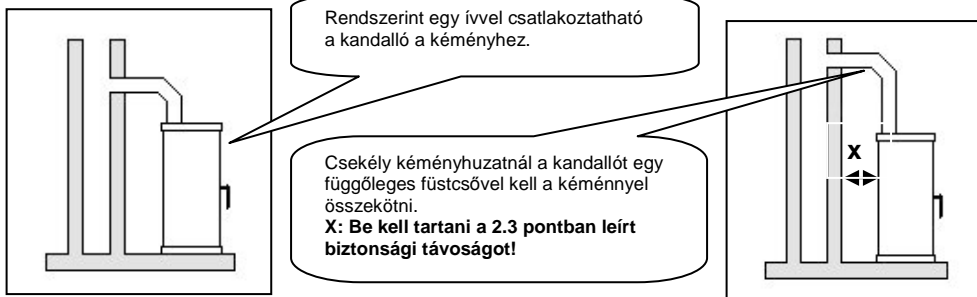 Rendszerint egy ívvel csatlakoztatható
a kandalló a kéményhez.
Csekély kéményhuzatnál a kandallót egy
függőleges füstcsővel kell a kéménnyel
összekötni.
X: Be kell tartani a 2.3 pontban leírt
biztonsági távoságot!
X